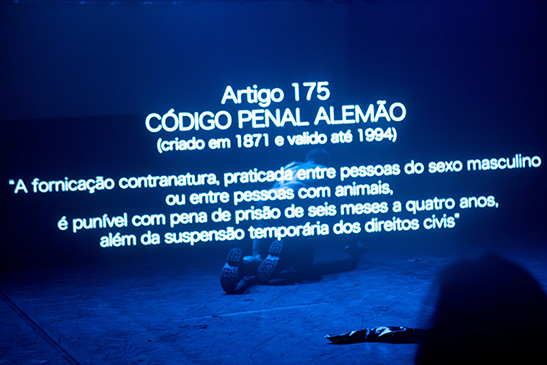 Artigo 175
CÓDIGO PENAL ALEMÃO
(criado em 1871 e valido até 1994)
"A fornicação contranatura, praticada entre pessoas do sexo masculino
ou entre pessoas com animais,
é punível com pena de prisão de seis meses a quatro anos,
além da suspensão temporária dos direitos civis"